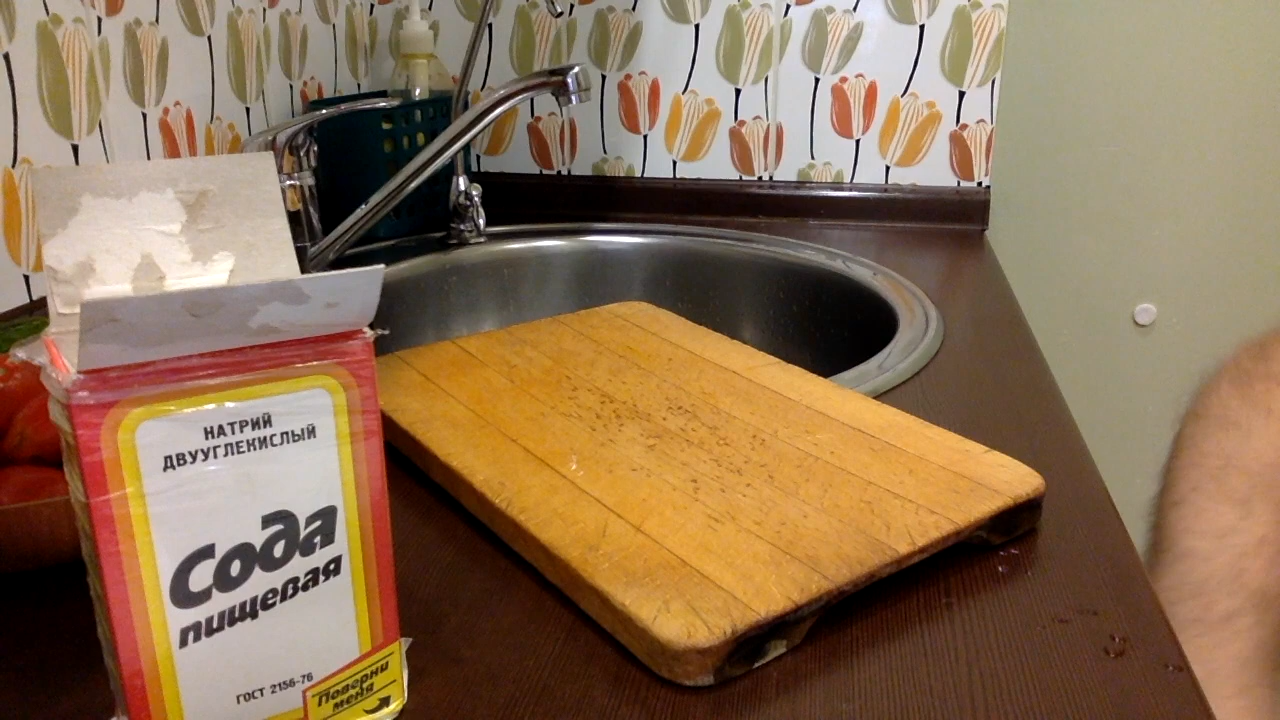 НАТРИЙ
ДВУУГЛЕКИСЛЫЙ
Сода
пищевая
ГОСТ 2156-76
Поверни
меня